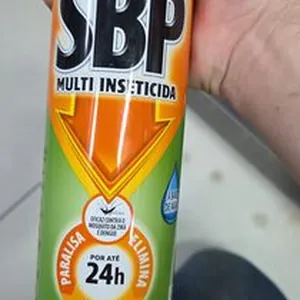 SBP
MULTI INSETICIDA
EFICAZ CONTRA O
MOSQUITO DA ZIKA
E DENGUE
PARALISA
ELIMINA
POR ATÉ
24h